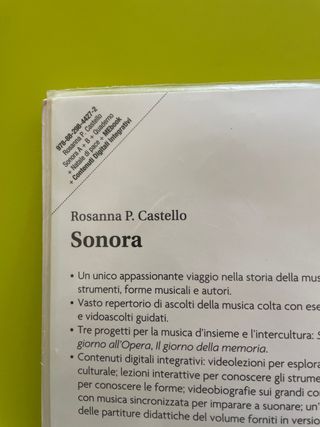 978-88-298-4427-2
Rosanna P. Castello
Sonora A + B + Quaderno
+ Natale di pace + MEbook
+ Contenuti Digitali Integrativi
Rosanna P. Castello
Sonora
• Un unico appassionante viaggio nella storia della mus
strumenti, forme musicali e autori.
• Vasto repertorio di ascolti della musica colta con ese
e vidoascolti guidati.
• Tre progetti per la musica d'insieme e l'intercultura: S
giorno all'Opera, Il giorno della memoria.
• Contenuti digitali integrativi: videolezioni per esplora
culturale; lezioni interattive per conoscere gli strume
per conoscere le forme; videobiografie sui grandi co
con musica sincronizzata per imparare a suonare; un'
delle partiture didattiche del volume forniti in versio